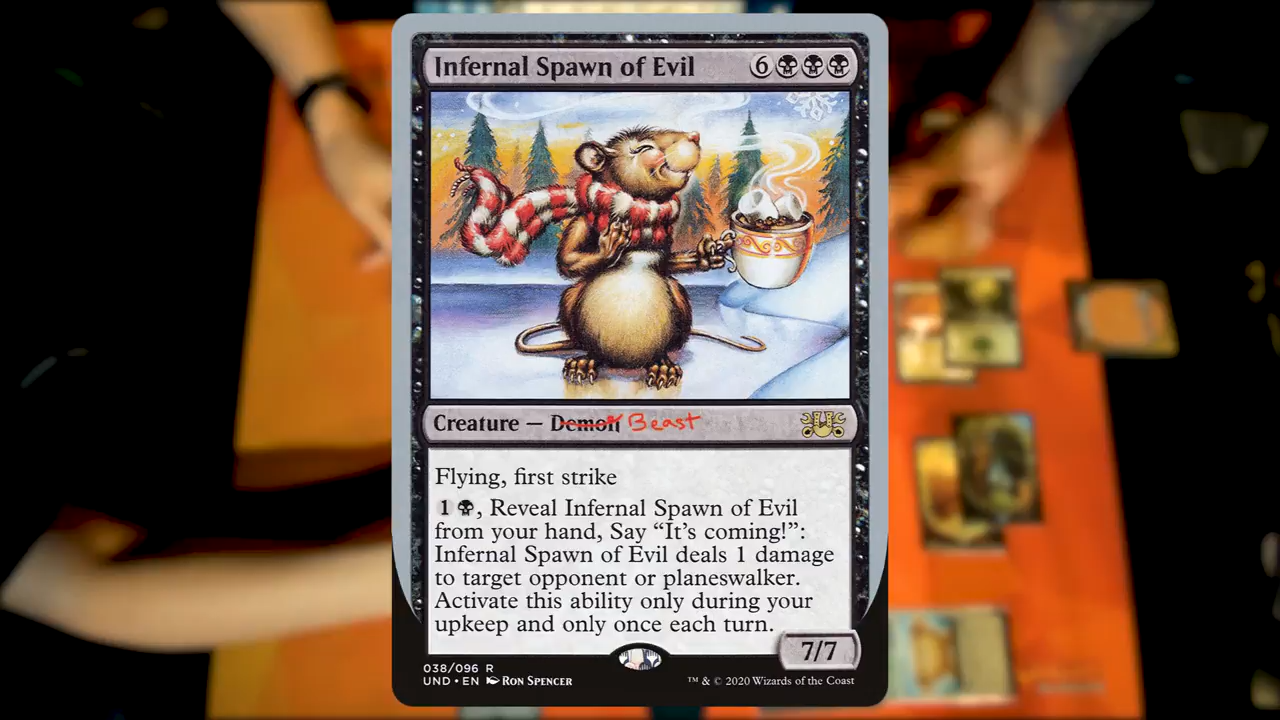 Infernal Spawn of Evil 6
Creature — Demon Beast
Flying, first strike
1, Reveal Infernal Spawn of Evil
from your hand, Say “It’s coming!”:
Infernal Spawn of Evil deals 1 damage
to target opponent or planeswalker.
Activate this ability only during your
upkeep and only once each turn.
7/7
038/096 R
UND • EN RON SPENCER
™ & © 2020 Wizards of the Coast